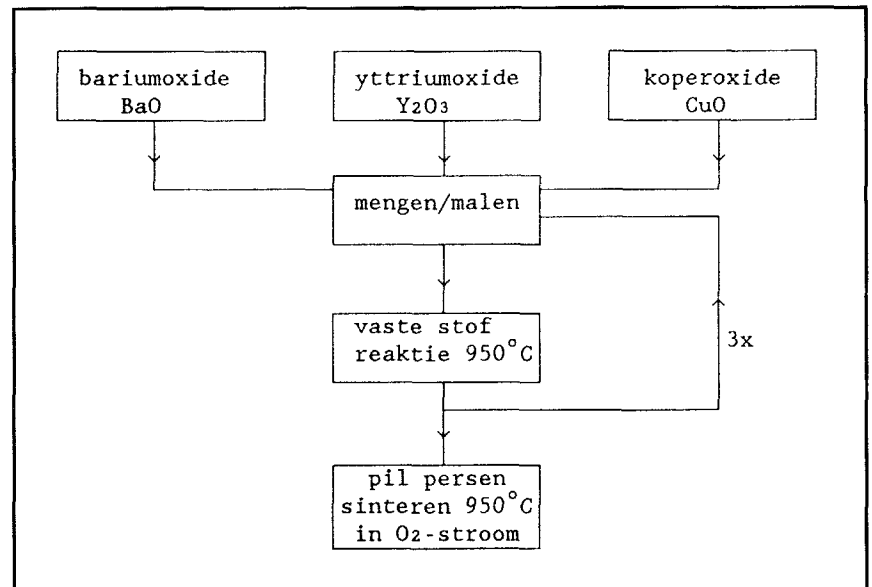 bariumoxide
BaO
yttriumoxide
Y2O3
koperoxide
CuO
mengen/malen
vaste stof
reaktie 950°C
3x
pil persen
sinteren 950°C
in O2-stroom